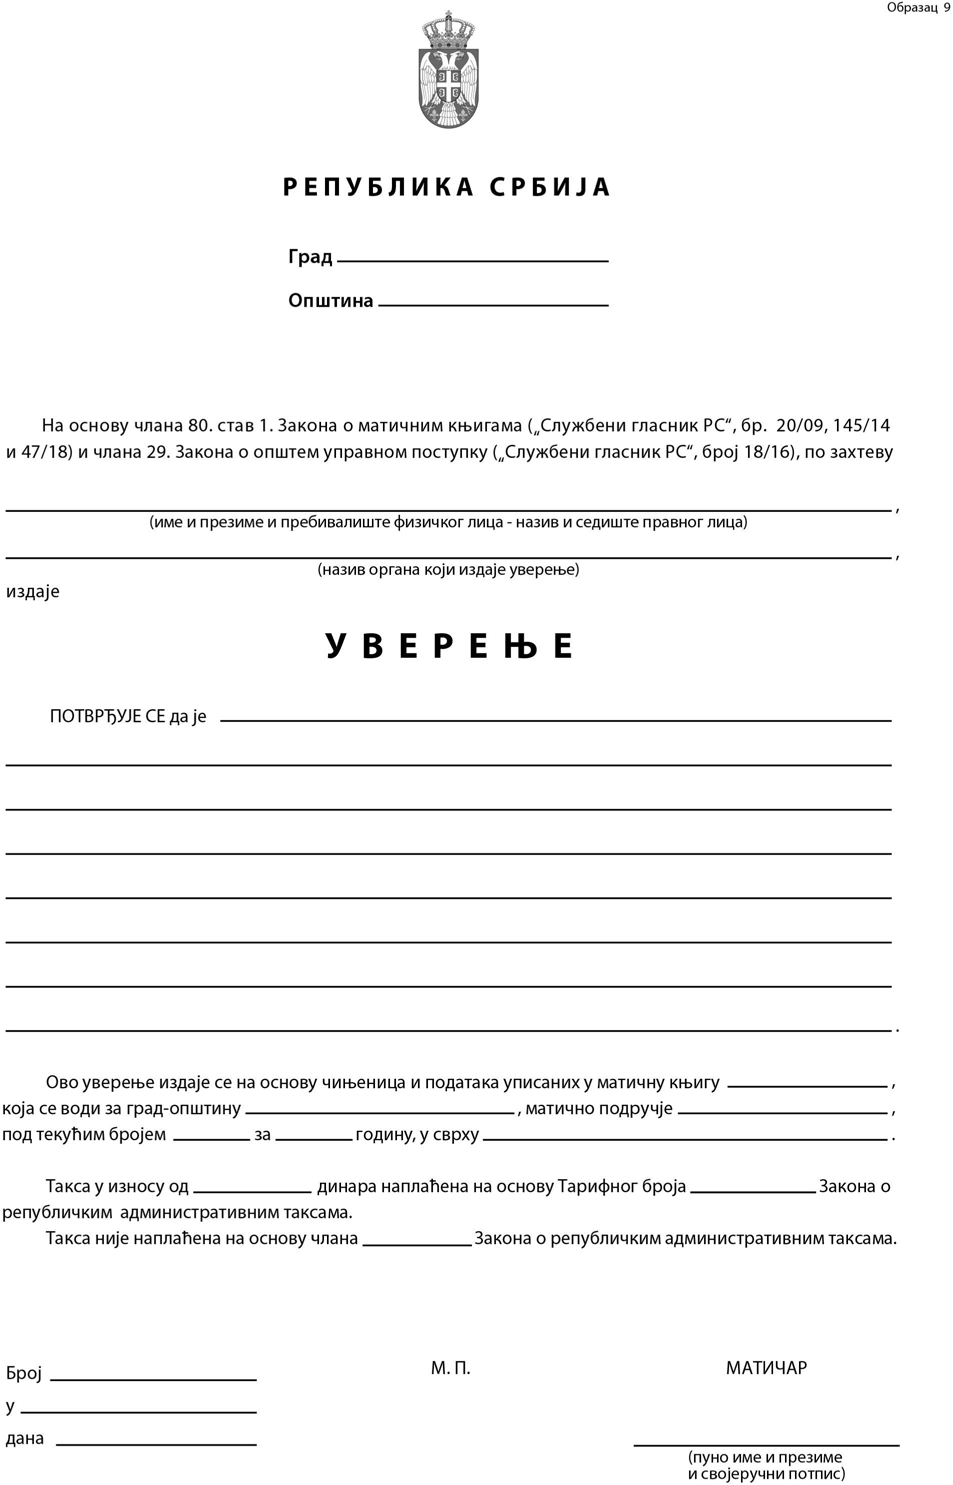 Образац 9
РЕПУБЛИКА СРБИЈА
Град
Општина
На основу члана 80. став 1. Закона о матичним књигама („Службени гласник РС“, бр. 20/09, 145/14
и 47/18) и члана 29. Закона о општем управном поступку („Службени гласник РС“, број 18/16), по захтеву
,
(име и презиме и пребивалиште физичког лица - назив и седиште правног лица)
,
(назив органа који издаје уверење)
издаје
УВЕРЕЊЕ
ПОТВРЂУЈЕ СЕ да је
.
Ово уверење издаје се на основу чињеница и података уписаних у матичну књигу ,
која се води за град-општину , матично подручје ,
под текућим бројем за годину, у сврху .
Такса у износу од динара наплаћена на основу Тарифног броја Закона о
републичким административним таксама.
Такса није наплаћена на основу члана Закона о републичким административним таксама.
Број М. П. МАТИЧАР
у
дана
(пуно име и презиме
и својеручни потпис)